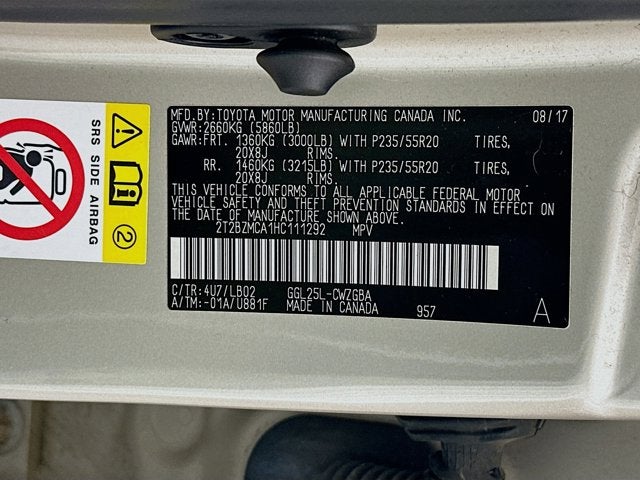 MFD.BY:TOYOTA MOTOR MANUFACTURING CANADA INC. 08/17
GVWR:2660KG (5860LB)
GAWR:FRT. 1360KG (3000LB) WITH P235/55R20 TIRES,
20X8J RIMS.
RR. 1460KG (3215LB) WITH P235/55R20 TIRES,
20X8J RIMS.
THIS VEHICLE CONFORMS TO ALL APPLICABLE FEDERAL MOTOR
VEHICLE SAFETY AND THEFT PREVENTION STANDARDS IN EFFECT ON
THE DATE OF MANUFACTURE SHOWN ABOVE.
2T2BZMCA1HC111292 MPV
C/TR:4U7/LB02 GGL25L-CWZGBA
A/TM:-01A/U881F MADE IN CANADA 957 A
SRS SIDE AIRBAG
2